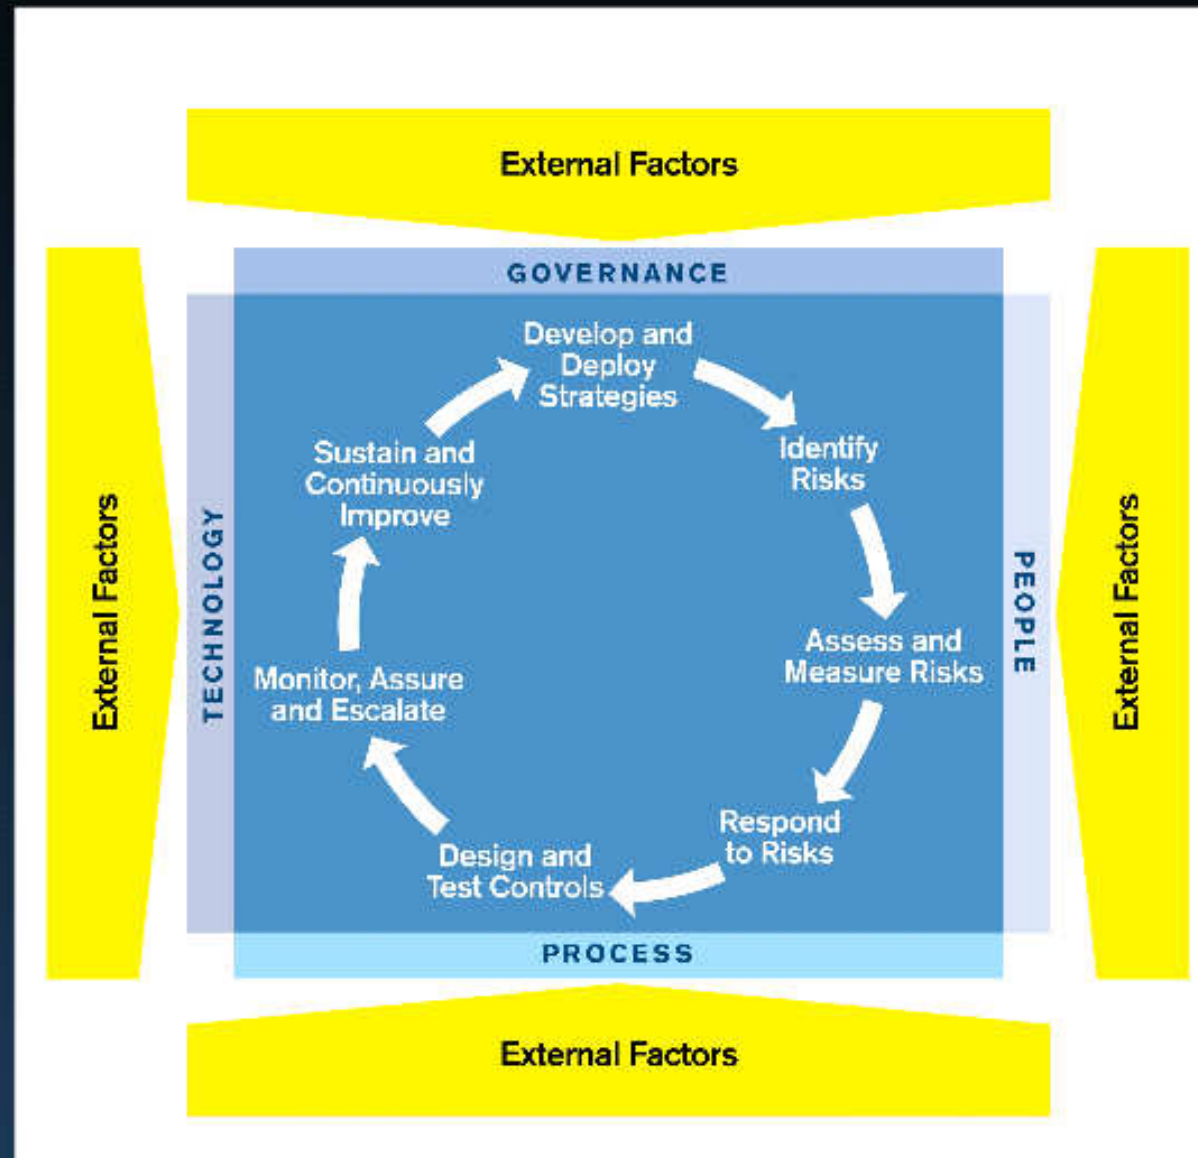 External Factors
GOVERNANCE
Develop and
Deploy
Strategies
Identify
Risks
Assess and
Measure Risks
Respond
to Risks
Design and
Test Controls
Monitor, Assure
and Escalate
Sustain and
Continuously
Improve
TECHNOLOGY
PEOPLE
PROCESS
External Factors
External Factors
External Factors